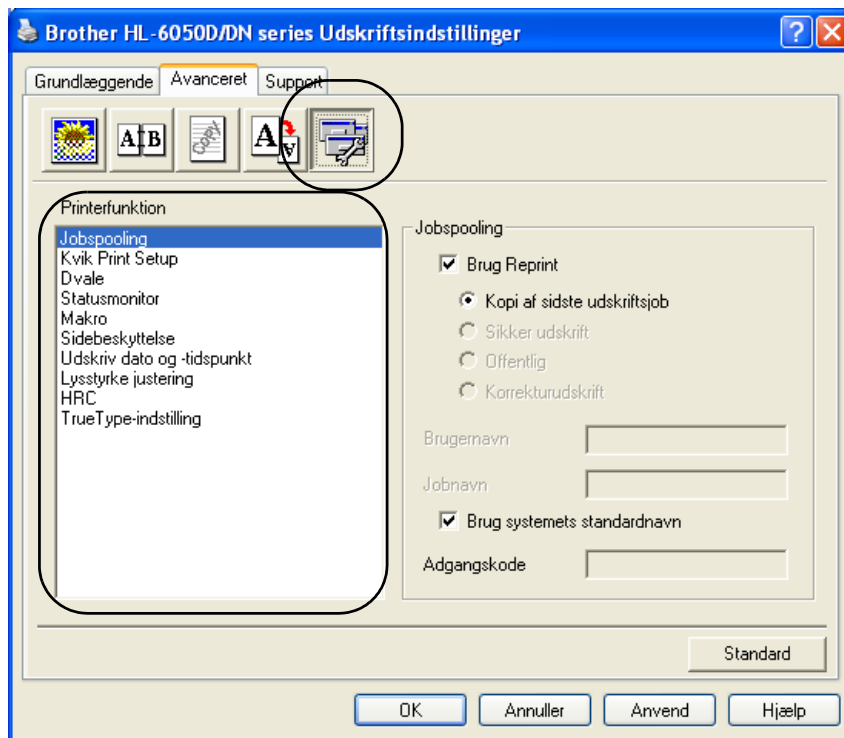 Brother HL-6050D/DN series Udskriftsindstillinger
Grundlæggende Avanceret Support
A B Copy A A
Printerfunktion
Jobspooling
Kvik Print Setup
Dvale
Statusmonitor
Makro
Sidebeskyttelse
Udskriv dato og -tidspunkt
Lysstyrke justering
HRC
TrueType-indstilling
Jobspooling
Brug Reprint
Kopi af sidste udskriftsjob
Sikker udskrift
Offentlig
Korrekturudskrift
Brugernavn
Jobnavn
Brug systemets standardnavn
Adgangskode
Standard
OK Annuller Anvend Hjælp